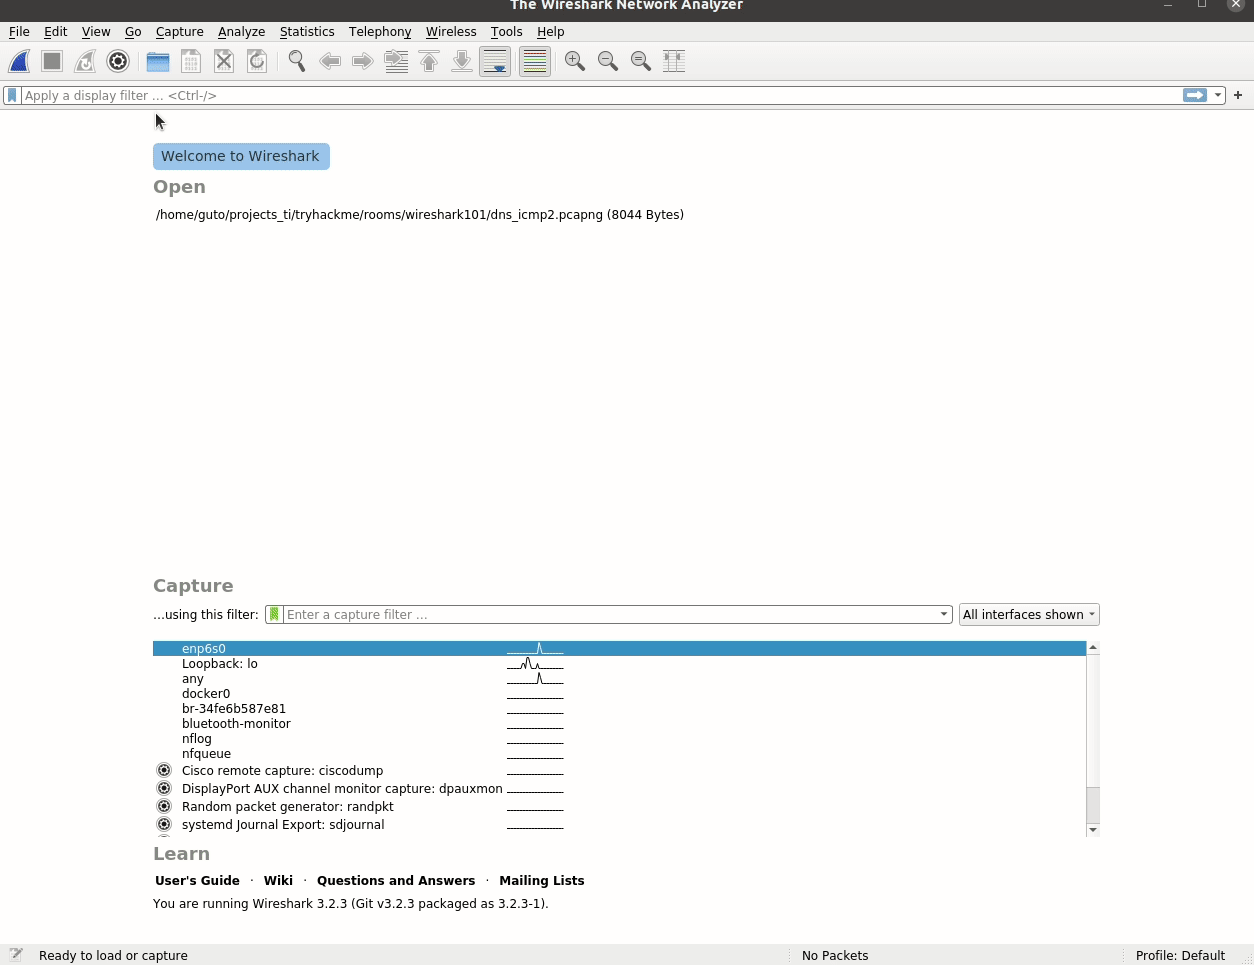 The Wireshark Network Analyzer
File Edit View Go Capture Analyze Statistics Telephony Wireless Tools Help
Apply a display filter ... <Ctrl-/>
Welcome to Wireshark
Open
/home/guto/projects_ti/tryhackme/rooms/wireshark101/dns_icmp2.pcapng (8044 Bytes)
Capture
...using this filter: Enter a capture filter ... All interfaces shown
enp6s0
Loopback: lo
any
docker0
br-34fe6b587e81
bluetooth-monitor
nflog
nfqueue
Cisco remote capture: ciscodump
DisplayPort AUX channel monitor capture: dpauxmon
Random packet generator: randpkt
systemd Journal Export: sdjournal
Learn
User's Guide · Wiki · Questions and Answers · Mailing Lists
You are running Wireshark 3.2.3 (Git v3.2.3 packaged as 3.2.3-1).
Ready to load or capture No Packets Profile: Default